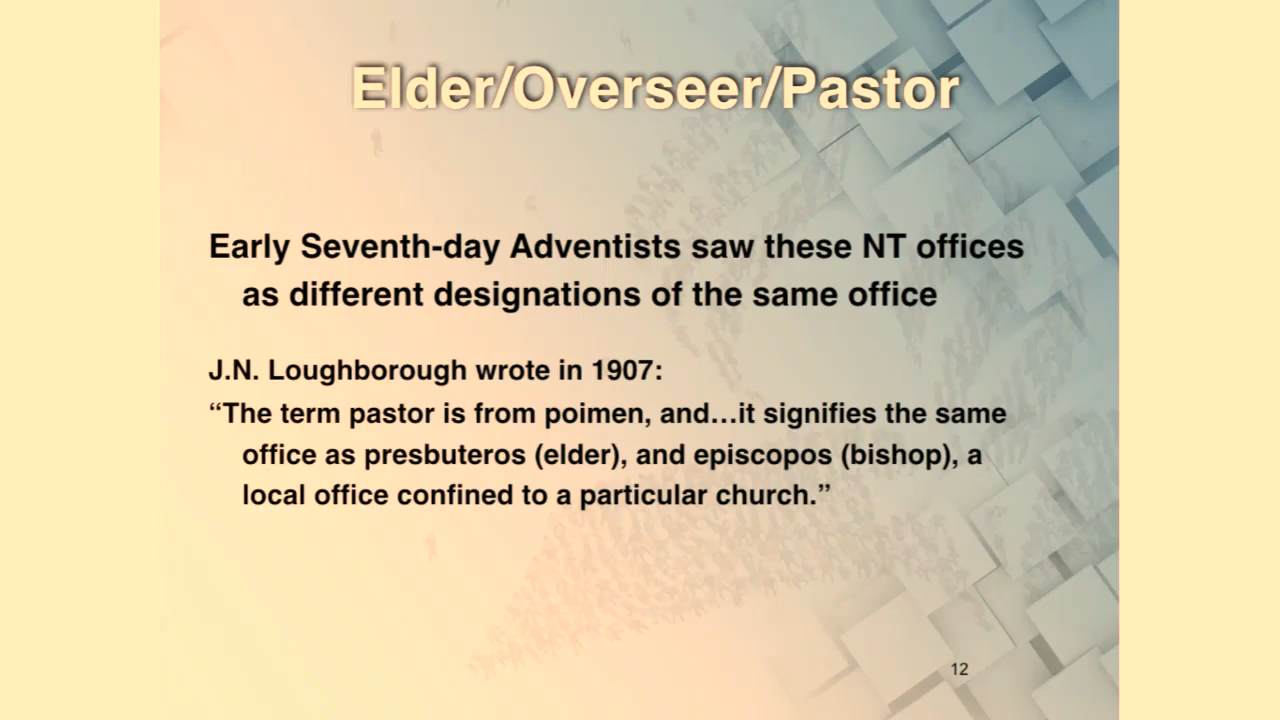 Elder/Overseer/Pastor
Early Seventh-day Adventists saw these NT offices
as different designations of the same office
J.N. Loughborough wrote in 1907:
“The term pastor is from poimen, and…it signifies the same
office as presbuteros (elder), and episcopos (bishop), a
local office confined to a particular church.”
12